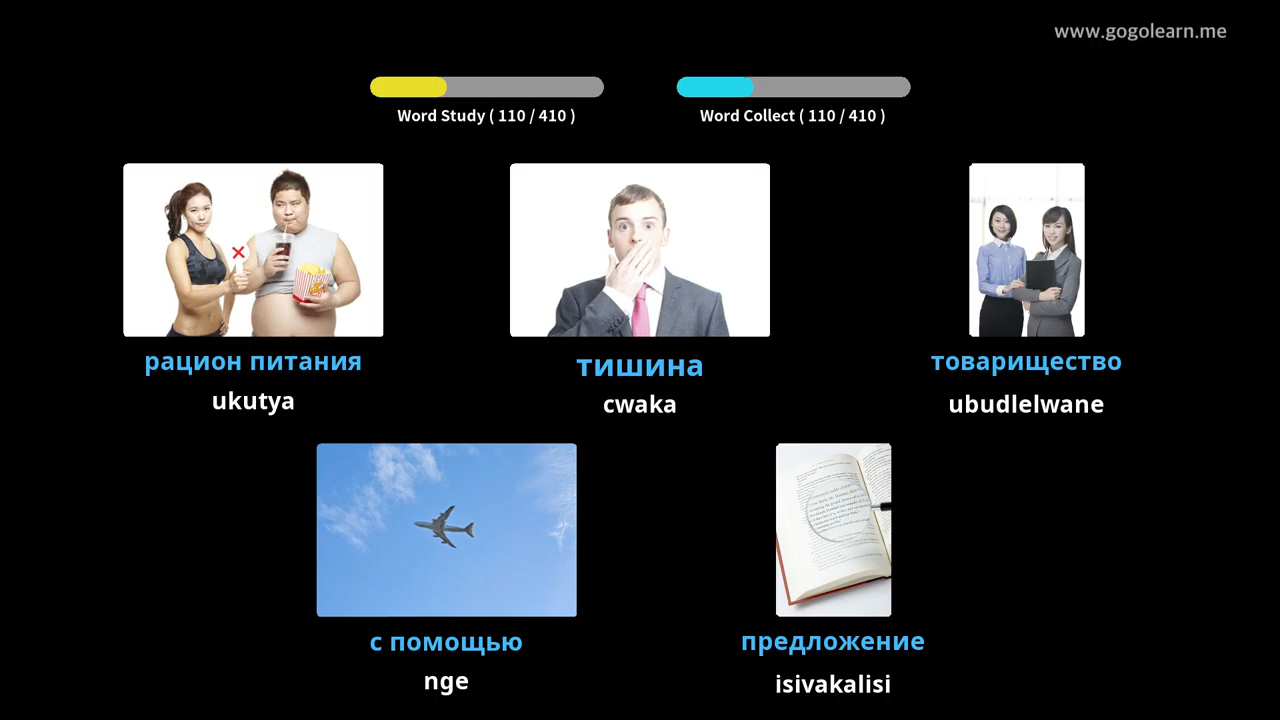 www.gogolearn.me
Word Study ( 110 / 410 )
Word Collect ( 110 / 410 )
рацион питания
ukutya
тишина
cwaka
товарищество
ubudlelwane
с помощью
nge
предложение
isivakalisi